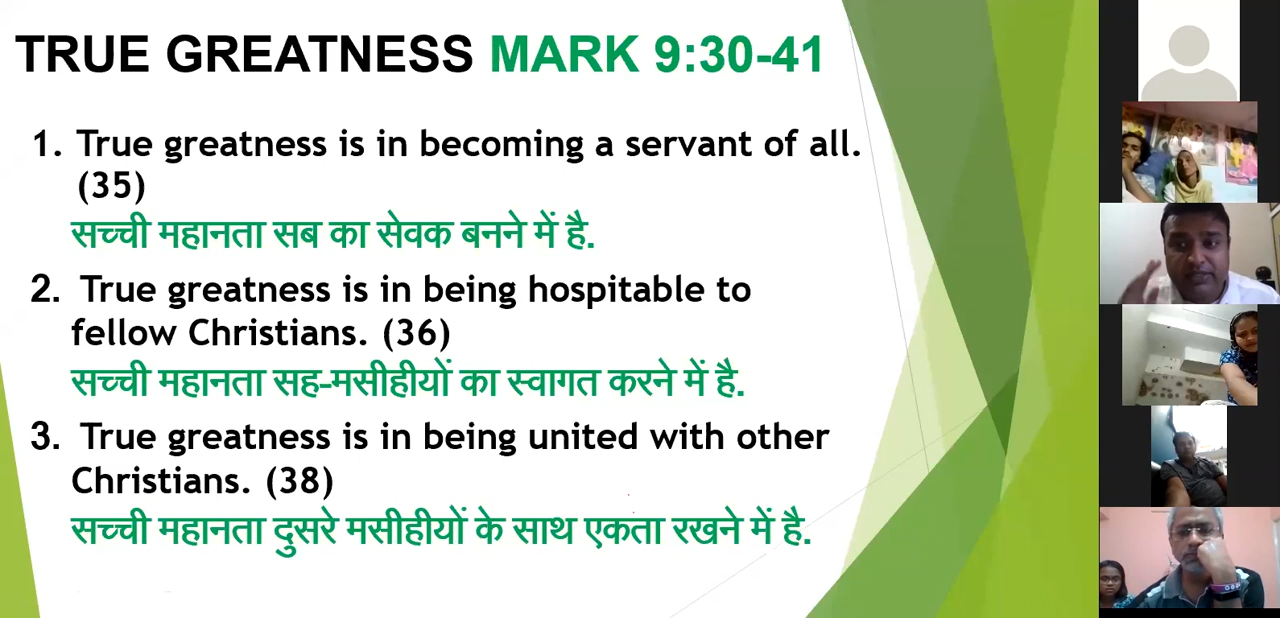 TRUE GREATNESS MARK 9:30-41
1. True greatness is in becoming a servant of all.
(35)
सच्ची महानता सब का सेवक बनने में है.
2. True greatness is in being hospitable to
fellow Christians. (36)
सच्ची महानता सह-मसीहीयों का स्वागत करने में है.
3. True greatness is in being united with other
Christians. (38)
सच्ची महानता दुसरे मसीहीयों के साथ एकता रखने में है.